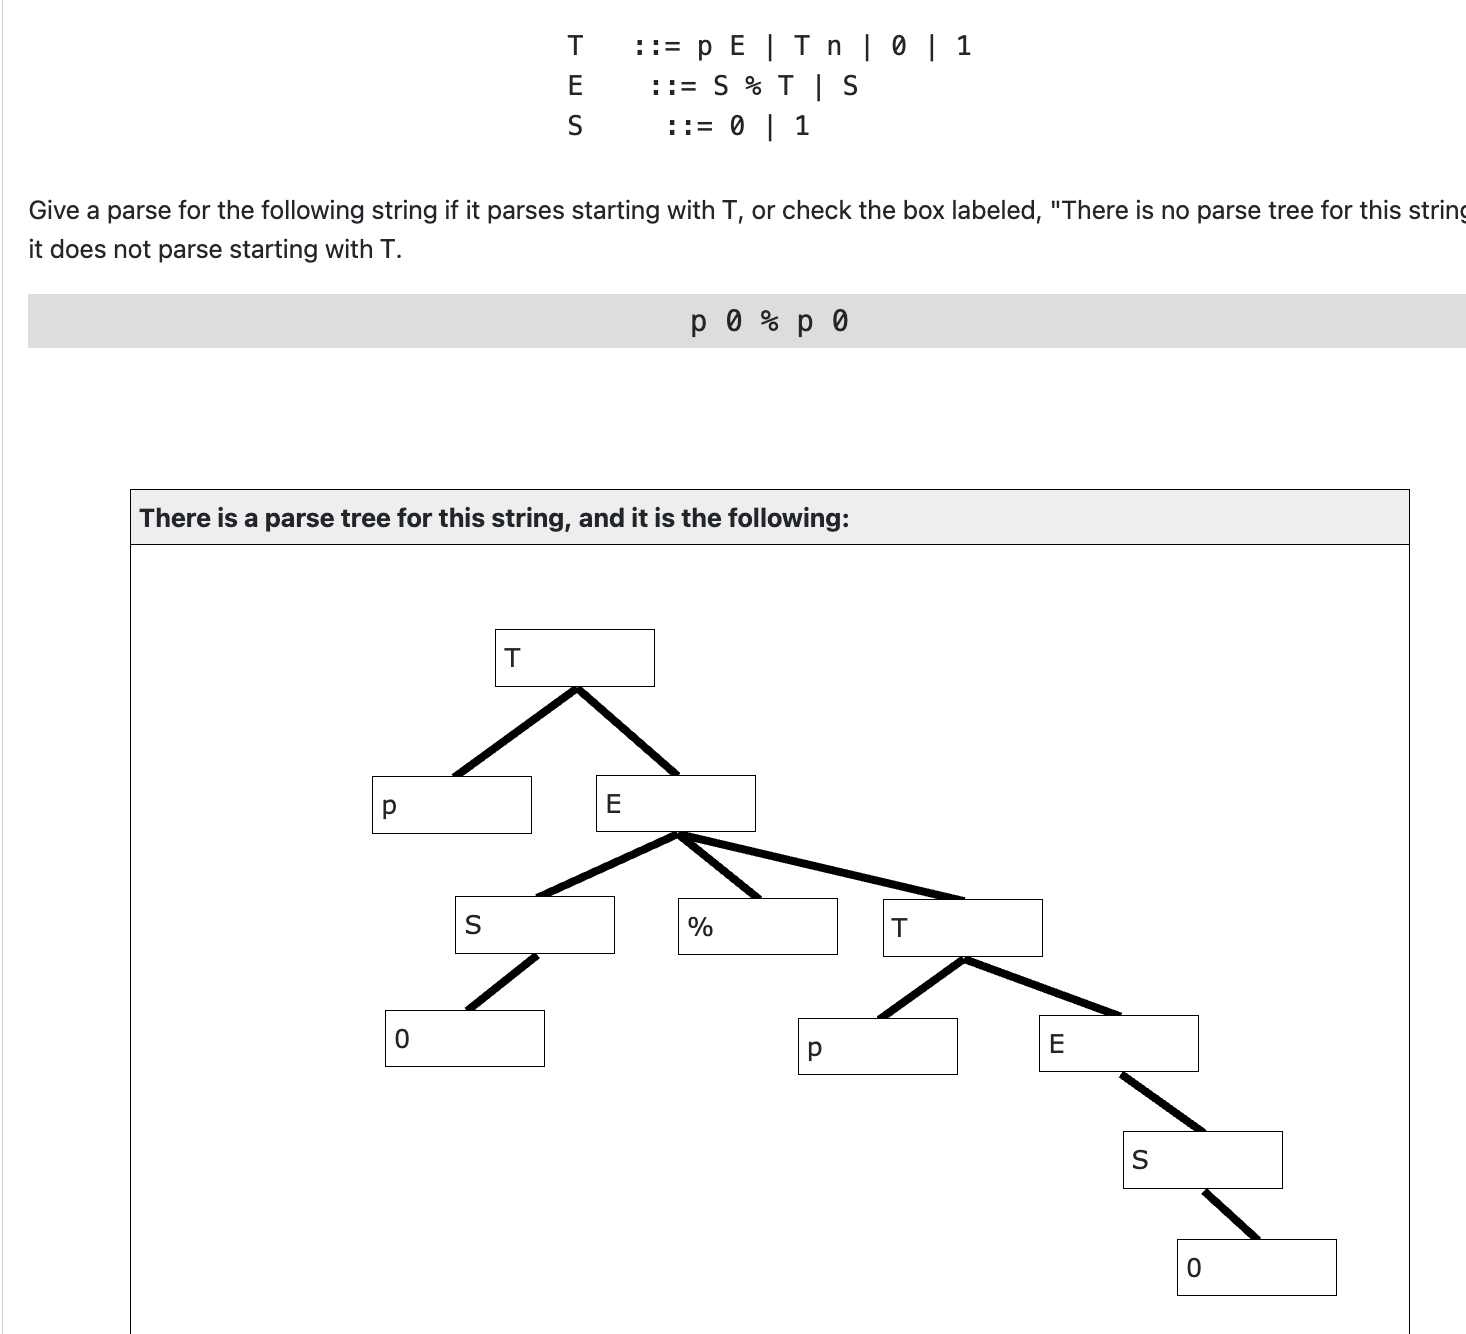 T ::= p E | T n | 0 | 1
E ::= S % T | S
S ::= 0 | 1
Give a parse for the following string if it parses starting with T, or check the box labeled, "There is no parse tree for this string
it does not parse starting with T.
p 0 % p 0
There is a parse tree for this string, and it is the following:
T
p E
S % T
0 p E
S
0